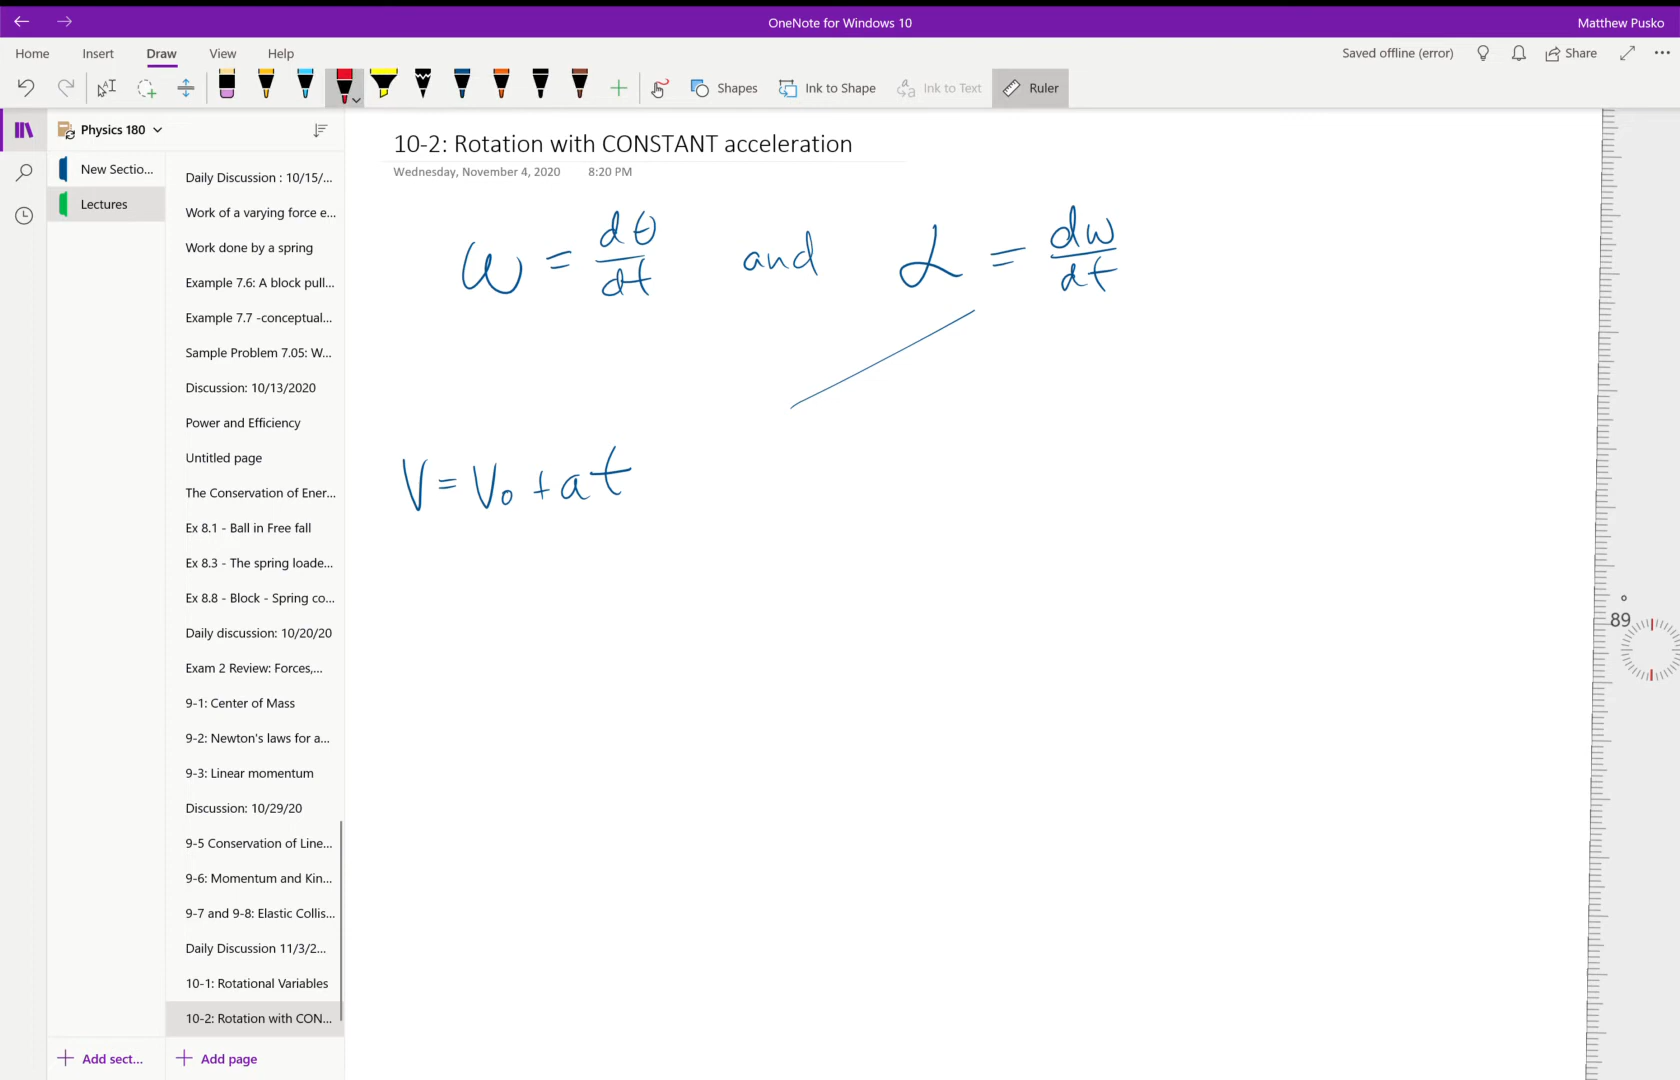 OneNote for Windows 10
Matthew Pusko
Home Insert Draw View Help
Saved offline (error) Share
Shapes Ink to Shape Ink to Text Ruler
Physics 180
New Sectio...
Lectures
Daily Discussion : 10/15/...
Work of a varying force e...
Work done by a spring
Example 7.6: A block pull...
Example 7.7 -conceptual...
Sample Problem 7.05: W...
Discussion: 10/13/2020
Power and Efficiency
Untitled page
The Conservation of Ener...
Ex 8.1 - Ball in Free fall
Ex 8.3 - The spring loade...
Ex 8.8 - Block - Spring co...
Daily discussion: 10/20/20
Exam 2 Review: Forces,...
9-1: Center of Mass
9-2: Newton's laws for a...
9-3: Linear momentum
Discussion: 10/29/20
9-5 Conservation of Line...
9-6: Momentum and Kin...
9-7 and 9-8: Elastic Collis...
Daily Discussion 11/3/2...
10-1: Rotational Variables
10-2: Rotation with CON...
Add sect...
Add page
10-2: Rotation with CONSTANT acceleration
Wednesday, November 4, 2020 8:20 PM
ω = dθ/dt and α = dω/dt
V = V₀ + at
89°